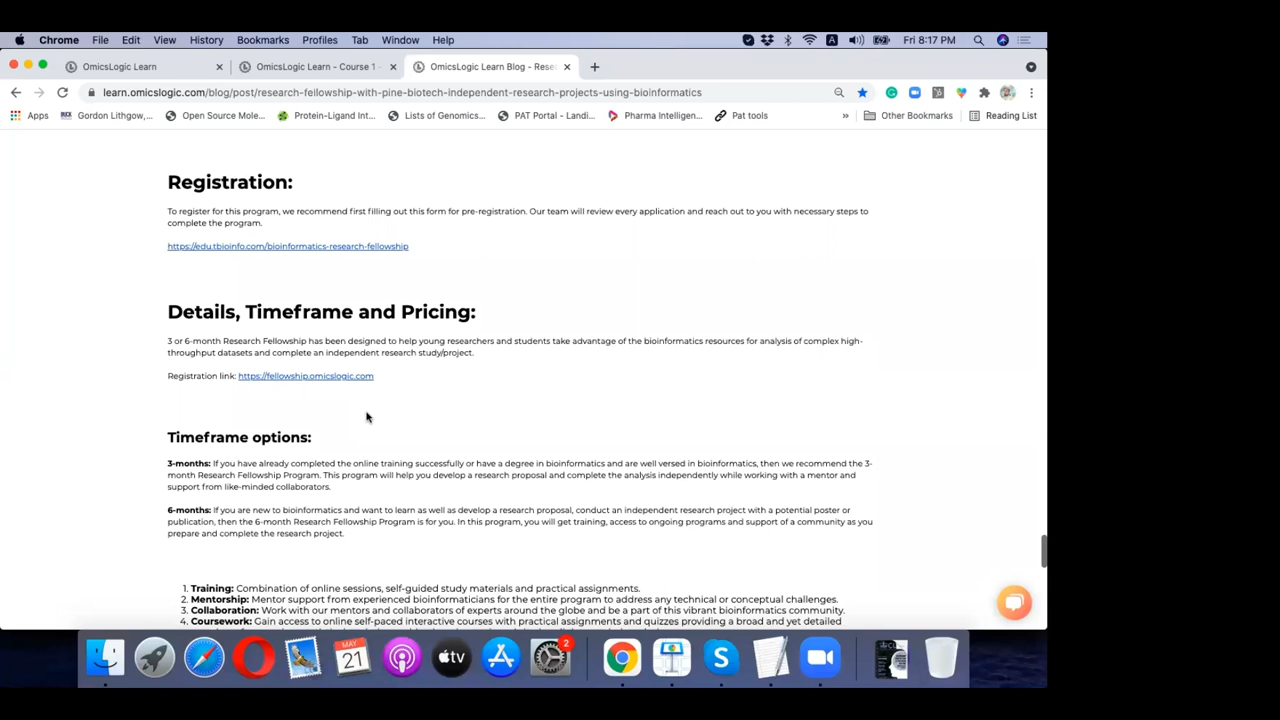 Chrome File Edit View History Bookmarks Profiles Tab Window Help A Fri 8:17 PM
OmicsLogic Learn × OmicsLogic Learn - Course 1 - × OmicsLogic Learn Blog - Rese × +
learn.omicslogic.com/blog/post/research-fellowship-with-pine-biotech-independent-research-projects-using-bioinformatics
Apps Gordon Lithgow,... Open Source Mole... Protein-Ligand Int... Lists of Genomics... PAT Portal - Landi... Pharma Intelligen... Pat tools » Other Bookmarks Reading List
Registration:
To register for this program, we recommend first filling out this form for pre-registration. Our team will review every application and reach out to you with necessary steps to
complete the program.
https://edu.tbioinfo.com/bioinformatics-research-fellowship
Details, Timeframe and Pricing:
3 or 6-month Research Fellowship has been designed to help young researchers and students take advantage of the bioinformatics resources for analysis of complex high-
throughput datasets and complete an independent research study/project.
Registration link: https://fellowship.omicslogic.com
Timeframe options:
3-months: If you have already completed the online training successfully or have a degree in bioinformatics and are well versed in bioinformatics, then we recommend the 3-
month Research Fellowship Program. This program will help you develop a research proposal and complete the analysis independently while working with a mentor and
support from like-minded collaborators.
6-months: If you are new to bioinformatics and want to learn as well as develop a research proposal, conduct an independent research project with a potential poster or
publication, then the 6-month Research Fellowship Program is for you. In this program, you will get training, access to ongoing programs and support of a community as you
prepare and complete the research project.
1. Training: Combination of online sessions, self-guided study materials and practical assignments.
2. Mentorship: Mentor support from experienced bioinformaticians for the entire program to address any technical or conceptual challenges.
3. Collaboration: Work with our mentors and collaborators of experts around the globe and be a part of this vibrant bioinformatics community.
4. Coursework: Gain access to online self-paced interactive courses with practical assignments and quizzes providing a broad and yet detailed
MAY
21
tv
2